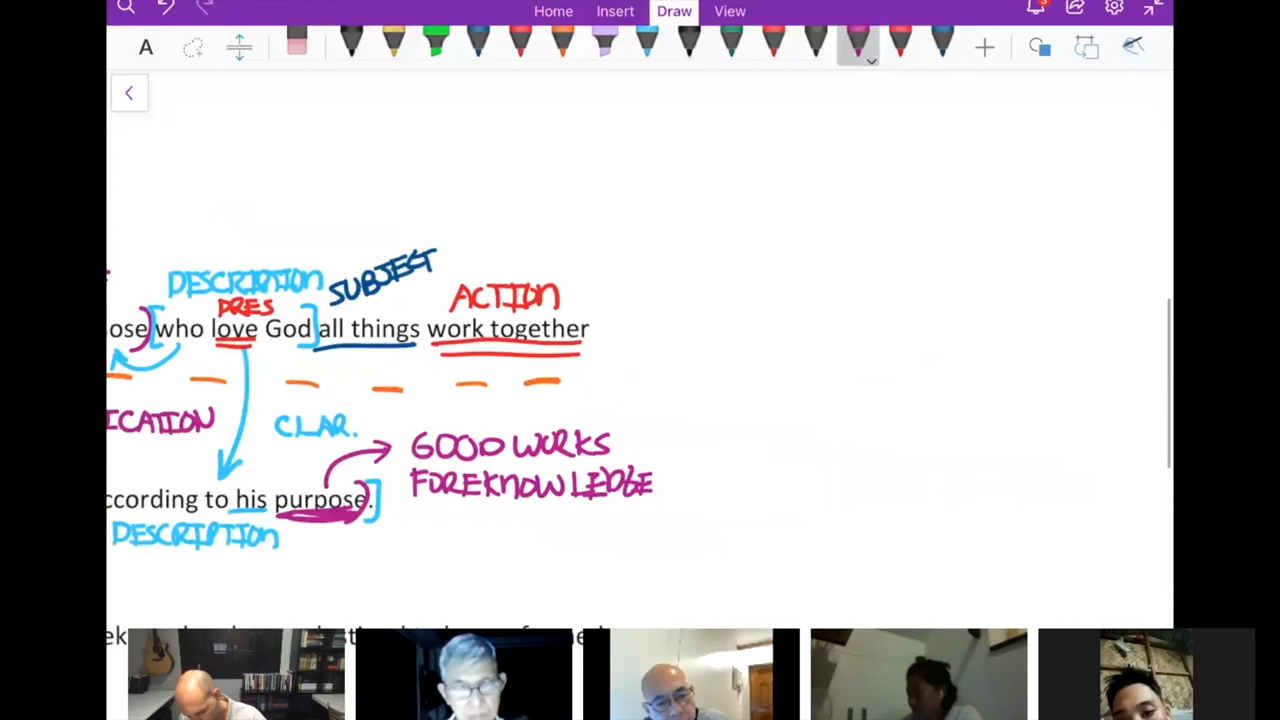 Home Insert Draw View
A
DESCRIPTION SUBJECT
PRES ACTION
ose who love God all things work together
ICATION CLAR.
GOOD WORKS
FOREKNOWLEDGE
ccording to his purpose.
DESCRIPTION